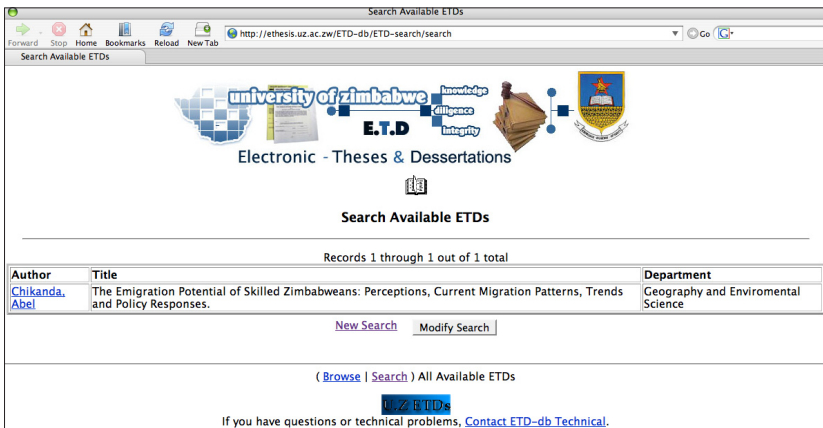 Search Available ETDs
Forward Stop Home Bookmarks Reload New Tab http://ethesis.uz.ac.zw/ETD-db/ETD-search/search Go G
Search Available ETDs
university of zimbabwe knowledge
diligence
E.T.D integrity
Electronic - Theses & Dessertations
Search Available ETDs
Records 1 through 1 out of 1 total
Author Title Department
Chikanda, The Emigration Potential of Skilled Zimbabweans: Perceptions, Current Migration Patterns, Trends Geography and Enviromental
Abel and Policy Responses. Science
New Search Modify Search
( Browse | Search ) All Available ETDs
U.Z ETDs
If you have questions or technical problems, Contact ETD-db Technical.